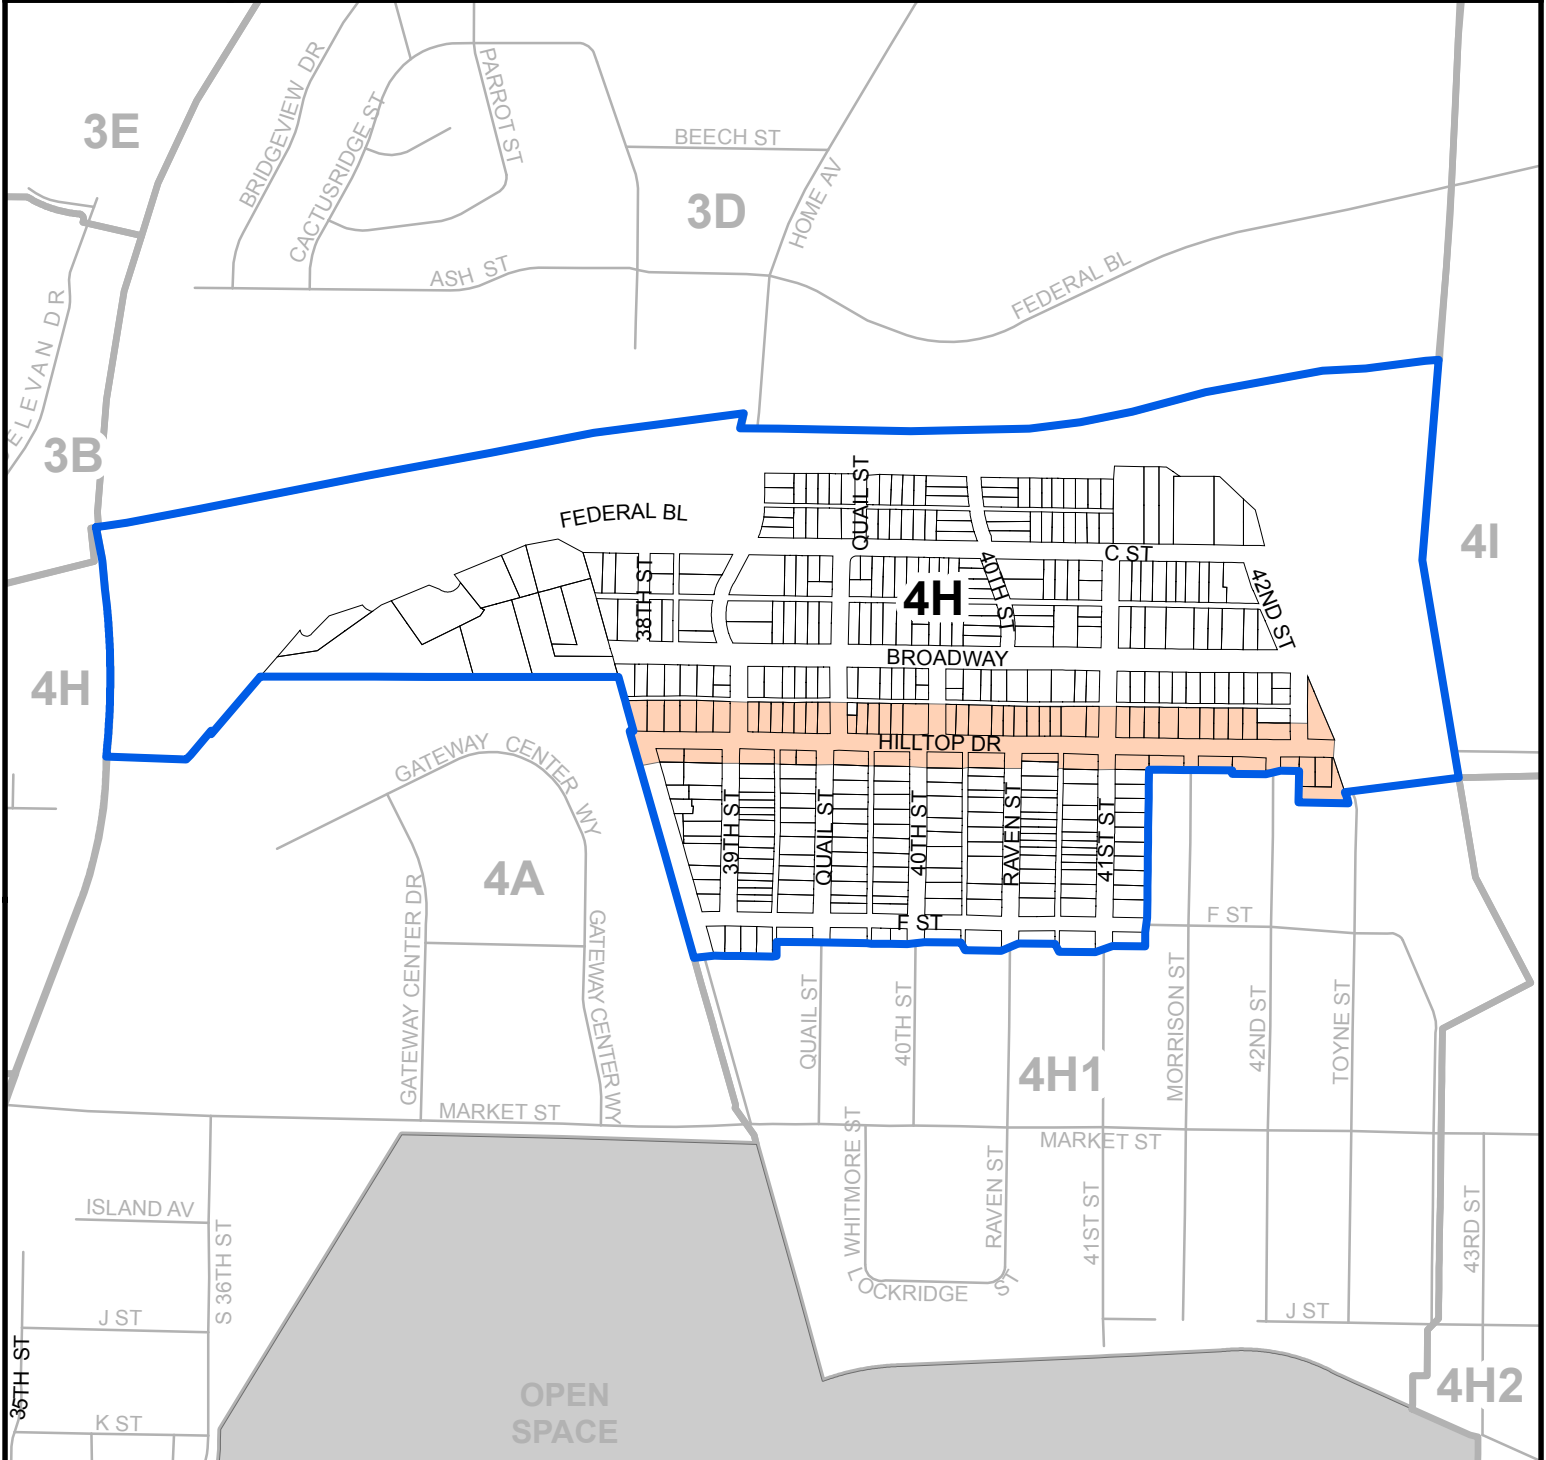 3E
BRIDGEVIEW DR
CACTUSRIDGE ST
PARROT ST
BEECH ST
3D
HOME AV
ASH ST
FEDERAL BL
ELEVAN DR
3B
FEDERAL BL
QUAIL ST
C ST
4I
38TH ST
4H
40TH ST
42ND ST
4H
BROADWAY
HILLTOP DR
GATEWAY CENTER WY
39TH ST
QUAIL ST
40TH ST
RAVEN ST
41ST ST
4A
F ST
F ST
GATEWAY CENTER DR
GATEWAY CENTER WY
QUAIL ST
40TH ST
4H1
MORRISON ST
42ND ST
TOYNE ST
MARKET ST
MARKET ST
WHITMORE ST
RAVEN ST
41ST ST
43RD ST
ISLAND AV
S 36TH ST
LOCKRIDGE ST
J ST
J ST
35TH ST
K ST
OPEN
SPACE
4H2